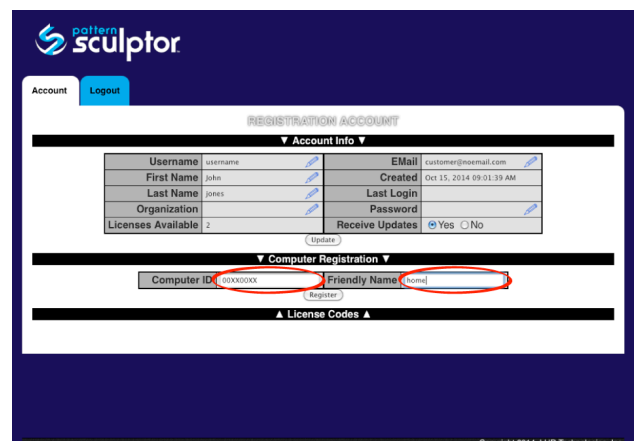 pattern
sculptor
Account Logout
REGISTRATION ACCOUNT
▼ Account Info ▼
Username username EMail customer@noemail.com
First Name John Created Oct 15, 2014 09:01:39 AM
Last Name jones Last Login
Organization Password
Licenses Available 2 Receive Updates Yes No
Update
▼ Computer Registration ▼
Computer ID 00XX00XX Friendly Name home
Register
▲ License Codes ▲